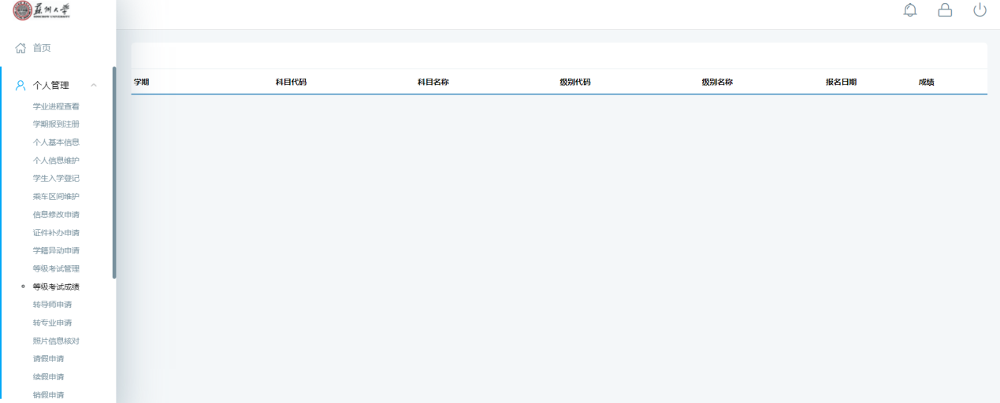 蘇州大学
SOOCHOW UNIVERSITY
首页
个人管理
学业进程查看
学期报到注册
个人基本信息
个人信息维护
学生入学登记
乘车区间维护
信息修改申请
证件补办申请
学籍异动申请
等级考试管理
等级考试成绩
转导师申请
转专业申请
照片信息核对
请假申请
续假申请
销假申请
学期 科目代码 科目名称 级别代码 级别名称 报名日期 成绩